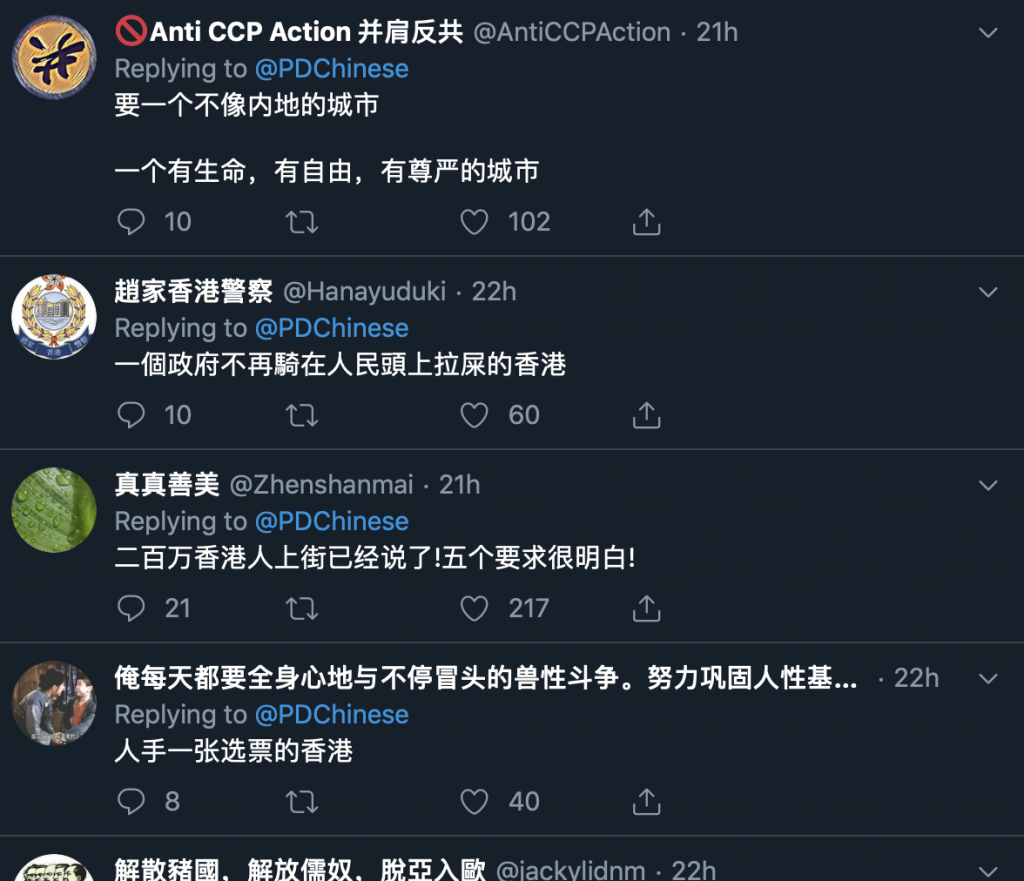 🚫Anti CCP Action 并肩反共 @AntiCCPAction · 21h
Replying to @PDChinese
要一个不像内地的城市
一个有生命，有自由，有尊严的城市
10 102
趙家香港警察 @Hanayuduki · 22h
Replying to @PDChinese
一個政府不再騎在人民頭上拉屎的香港
10 60
真真善美 @Zhenshanmai · 21h
Replying to @PDChinese
二百万香港人上街已经说了!五个要求很明白!
21 217
俺每天都要全身心地与不停冒头的兽性斗争。努力巩固人性基... · 22h
Replying to @PDChinese
人手一张选票的香港
8 40
解散豬國，解放儒奴，脫亞入歐 @jackylidnm · 22h